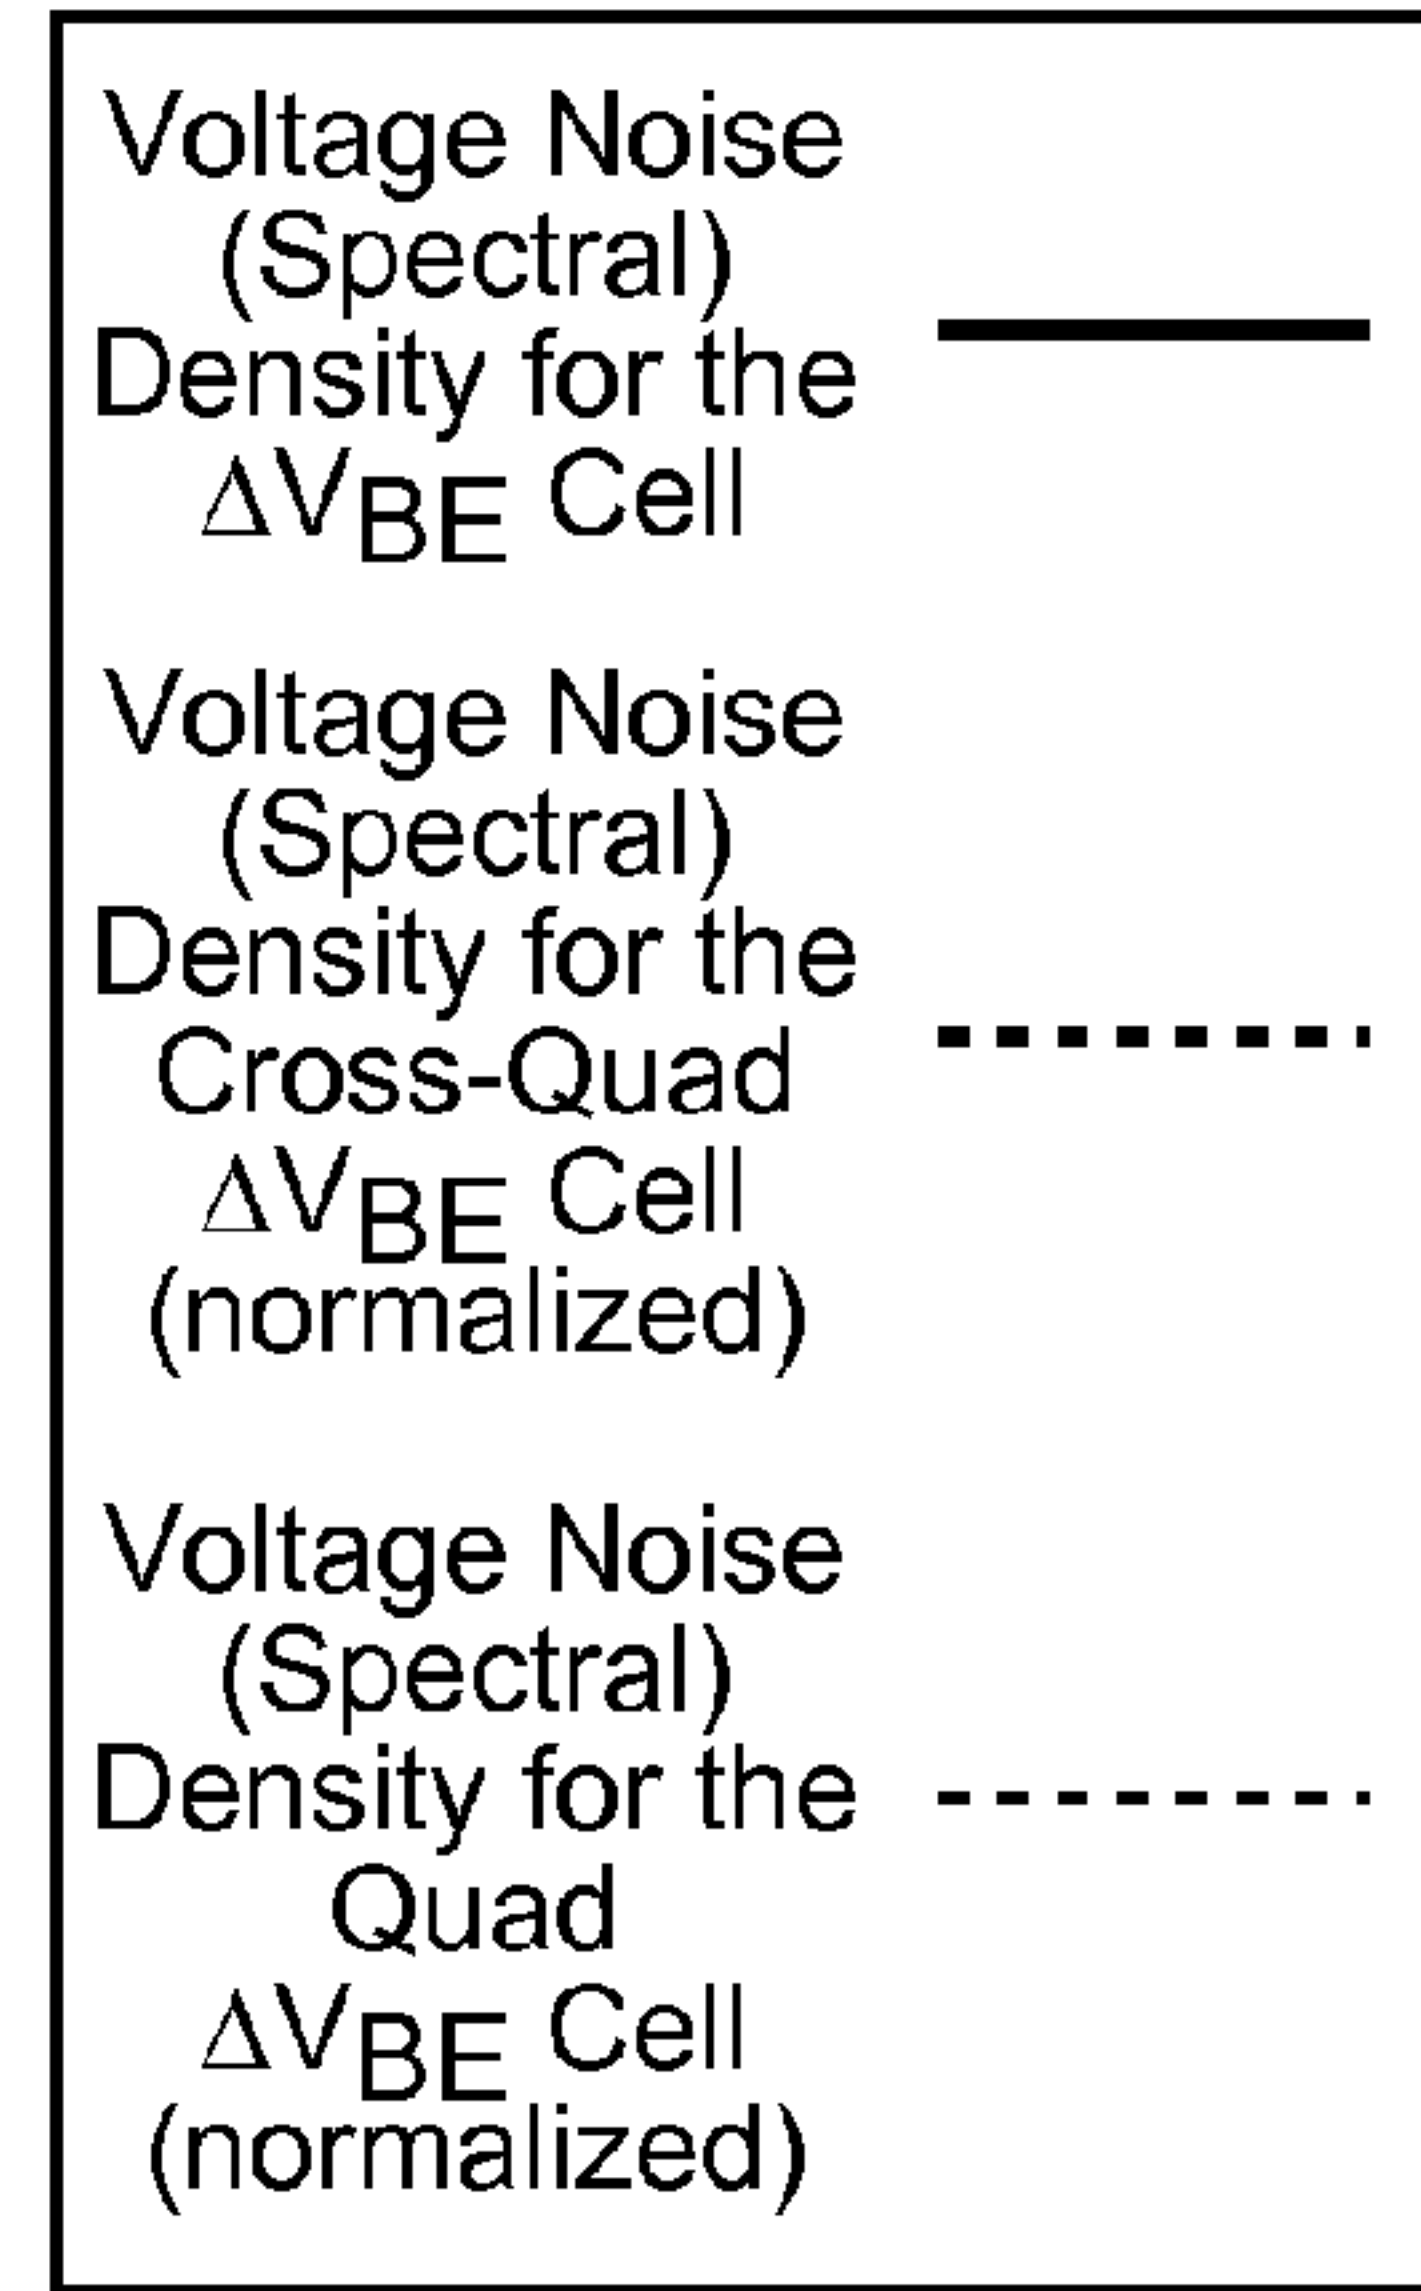 Voltage Noise
(Spectral)
Density for the
ΔVBE Cell
Voltage Noise
(Spectral)
Density for the
Cross-Quad
ΔVBE Cell
(normalized)
Voltage Noise
(Spectral)
Density for the
Quad
ΔVBE Cell
(normalized)